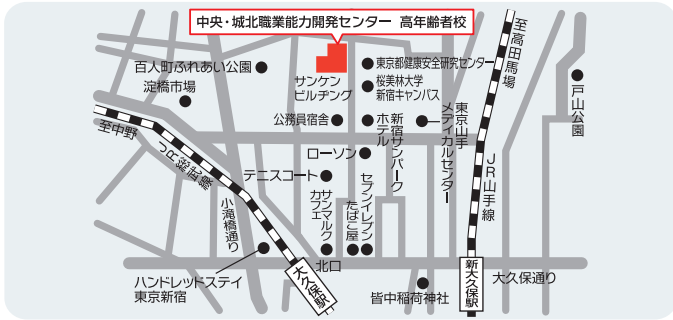 中央・城北職業能力開発センター 高年齢者校
百人町ふれあい公園
淀橋市場
サンケン
ビルヂング
東京都健康安全研究センター
桜美林大学
新宿キャンパス
至高田馬場
戸山公園
至中野
JR総武線
公務員宿舎
新宿サンパーク
ホテル
東京山手
メディカルセンター
ローソン
テニスコート
JR山手線
サンマルク
カフェ
たばこ屋
セブンイレブン
小滝橋通り
ハンドレッドステイ
東京新宿
大久保駅
北口
皆中稲荷神社
新大久保駅
大久保通り